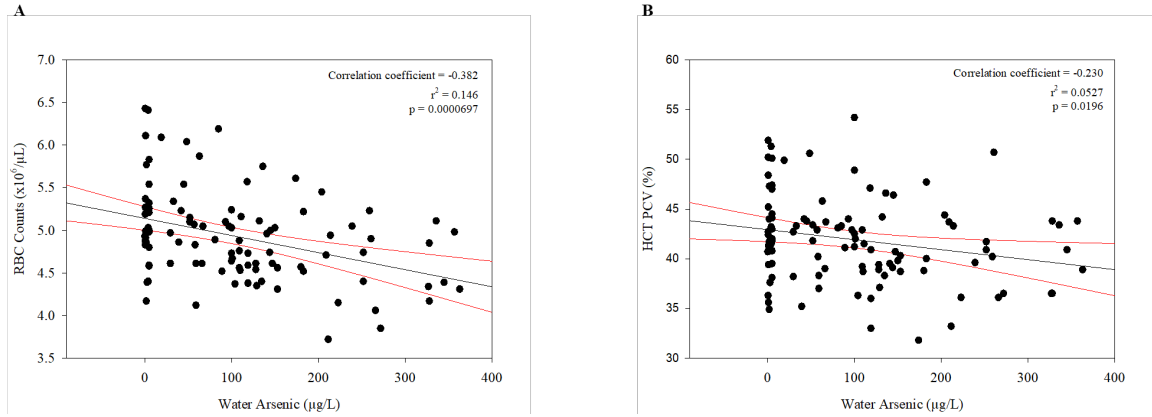 A
Correlation coefficient = -0.382
r² = 0.146
p = 0.0000697
7.0
6.5
6.0
5.5
5.0
4.5
4.0
3.5
RBC Counts (x10⁶/µL)
0 100 200 300 400
Water Arsenic (µg/L)
B
Correlation coefficient = -0.230
r² = 0.0527
p = 0.0196
60
55
50
45
40
35
30
HCT PCV (%)
0 100 200 300 400
Water Arsenic (µg/L)